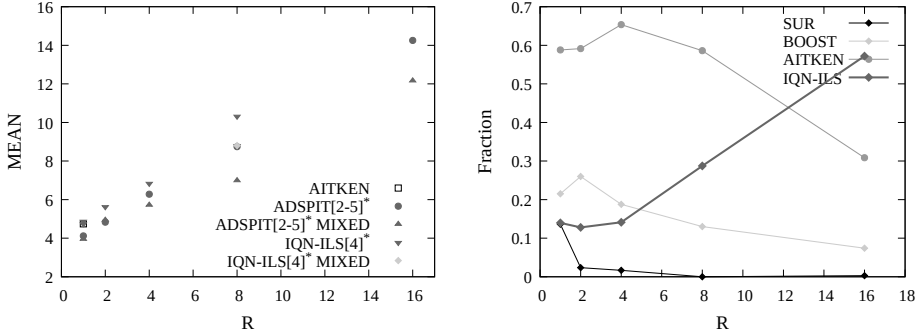 16
14
12
10
8
6
4
2
MEAN
0 2 4 6 8 10 12 14 16
R
AITKEN
ADSPIT[2-5]*
ADSPIT[2-5]* MIXED
IQN-ILS[4]*
IQN-ILS[4]* MIXED
0.7
0.6
0.5
0.4
0.3
0.2
0.1
0
Fraction
0 2 4 6 8 10 12 14 16 18
R
SUR
BOOST
AITKEN
IQN-ILS